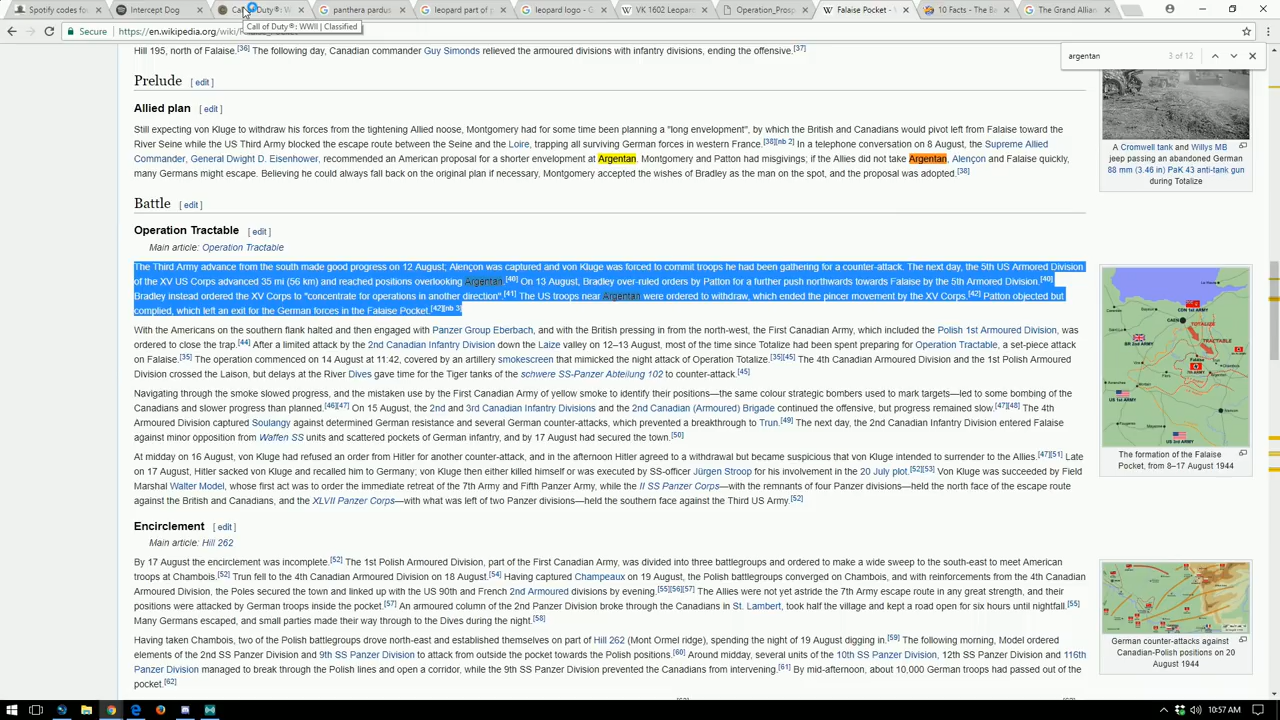 Spotify codes fo
Intercept Dog
Call of Duty®: W
panthera pardus
leopard part of p
leopard logo - G
VK 1602 Leopard
Operation_Prosp
Falaise Pocket - W
10 Facts - The Ba
The Grand Allian
Call of Duty®: WWII | Classified
Secure
https://en.wikipedia.org/wiki/
argentan
3 of 12
Hill 195, north of Falaise.[36] The following day, Canadian commander Guy Simonds relieved the armoured divisions with infantry divisions, ending the offensive.[37]
Prelude [ edit ]
Allied plan [ edit ]
Still expecting von Kluge to withdraw his forces from the tightening Allied noose, Montgomery had for some time been planning a "long envelopment", by which the British and Canadians would pivot left from Falaise toward the
River Seine while the US Third Army blocked the escape route between the Seine and the Loire, trapping all surviving German forces in western France.[38][nb 2] In a telephone conversation on 8 August, the Supreme Allied
Commander, General Dwight D. Eisenhower, recommended an American proposal for a shorter envelopment at Argentan. Montgomery and Patton had misgivings; if the Allies did not take Argentan, Alençon and Falaise quickly,
many Germans might escape. Believing he could always fall back on the original plan if necessary, Montgomery accepted the wishes of Bradley as the man on the spot, and the proposal was adopted.[38]
Battle [ edit ]
Operation Tractable [ edit ]
Main article: Operation Tractable
The Third Army advance from the south made good progress on 12 August, Alençon was captured and von Kluge was forced to commit troops he had been gathering for a counter-attack. The next day, the 5th US Armored Division
of the XV US Corps advanced 35 mi (56 km) and reached positions overlooking Argentan.[40] On 13 August, Bradley over-ruled orders by Patton for a further push northwards towards Falaise by the 5th Armored Division.[40]
Bradley instead ordered the XV Corps to "concentrate for operations in another direction".[41] The US troops near Argentan were ordered to withdraw, which ended the pincer movement by the XV Corps.[42] Patton objected but
complied, which left an exit for the German forces in the Falaise Pocket.[42][nb 3]
With the Americans on the southern flank halted and then engaged with Panzer Group Eberbach, and with the British pressing in from the north-west, the First Canadian Army, which included the Polish 1st Armoured Division, was
ordered to close the trap.[44] After a limited attack by the 2nd Canadian Infantry Division down the Laize valley on 12–13 August, most of the time since Totalize had been spent preparing for Operation Tractable, a set-piece attack
on Falaise.[35] The operation commenced on 14 August at 11:42, covered by an artillery smokescreen that mimicked the night attack of Operation Totalize.[35][45] The 4th Canadian Armoured Division and the 1st Polish Armoured
Division crossed the Laison, but delays at the River Dives gave time for the Tiger tanks of the schwere SS-Panzer Abteilung 102 to counter-attack.[45]
Navigating through the smoke slowed progress, and the mistaken use by the First Canadian Army of yellow smoke to identify their positions—the same colour strategic bombers used to mark targets—led to some bombing of the
Canadians and slower progress than planned.[46][47] On 15 August, the 2nd and 3rd Canadian Infantry Divisions and the 2nd Canadian (Armoured) Brigade continued the offensive, but progress remained slow.[47][48] The 4th
Armoured Division captured Soulangy against determined German resistance and several German counter-attacks, which prevented a breakthrough to Trun.[49] The next day, the 2nd Canadian Infantry Division entered Falaise
against minor opposition from Waffen SS units and scattered pockets of German infantry, and by 17 August had secured the town.[50]
At midday on 16 August, von Kluge had refused an order from Hitler for another counter-attack, and in the afternoon Hitler agreed to a withdrawal but became suspicious that von Kluge intended to surrender to the Allies.[47][51] Late
on 17 August, Hitler sacked von Kluge and recalled him to Germany; von Kluge then either killed himself or was executed by SS-officer Jürgen Stroop for his involvement in the 20 July plot.[52][53] Von Kluge was succeeded by Field
Marshal Walter Model, whose first act was to order the immediate retreat of the 7th Army and Fifth Panzer Army, while the II SS Panzer Corps—with the remnants of four Panzer divisions—held the north face of the escape route
against the British and Canadians, and the XLVII Panzer Corps—with what was left of two Panzer divisions—held the southern face against the Third US Army.[52]
Encirclement [ edit ]
Main article: Hill 262
By 17 August the encirclement was incomplete.[52] The 1st Polish Armoured Division, part of the First Canadian Army, was divided into three battlegroups and ordered to make a wide sweep to the south-east to meet American
troops at Chambois.[52] Trun fell to the 4th Canadian Armoured Division on 18 August.[54] Having captured Champeaux on 19 August, the Polish battlegroups converged on Chambois, and with reinforcements from the 4th Canadian
Armoured Division, the Poles secured the town and linked up with the US 90th and French 2nd Armoured divisions by evening.[55][56][57] The Allies were not yet astride the 7th Army escape route in any great strength, and their
positions were attacked by German troops inside the pocket.[57] An armoured column of the 2nd Panzer Division broke through the Canadians in St. Lambert, took half the village and kept a road open for six hours until nightfall.[55]
Many Germans escaped, and small parties made their way through to the Dives during the night.[58]
Having taken Chambois, two of the Polish battlegroups drove north-east and established themselves on part of Hill 262 (Mont Ormel ridge), spending the night of 19 August digging in.[59] The following morning, Model ordered
elements of the 2nd SS Panzer Division and 9th SS Panzer Division to attack from outside the pocket towards the Polish positions.[60] Around midday, several units of the 10th SS Panzer Division, 12th SS Panzer Division and 116th
Panzer Division managed to break through the Polish lines and open a corridor, while the 9th SS Panzer Division prevented the Canadians from intervening.[61] By mid-afternoon, about 10,000 German troops had passed out of the
pocket.[62]
A Cromwell tank and Willys MB
jeep passing an abandoned German
88 mm (3.46 in) PaK 43 anti-tank gun
during Totalize
CAEN
TOTALIZE
TRACTABLE
Falaise
The formation of the Falaise
Pocket, from 8–17 August 1944
German counter-attacks against
Canadian-Polish positions on 20
August 1944
10:57 AM